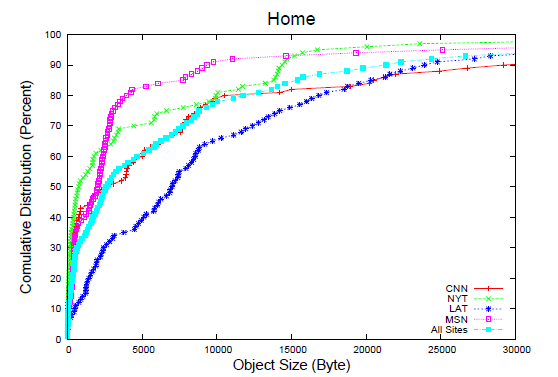 Home
Comulative Distribution (Percent)
100
90
80
70
60
50
40
30
20
10
0
0 5000 10000 15000 20000 25000 30000
Object Size (Byte)
CNN
NYT
LAT
MSN
All Sites